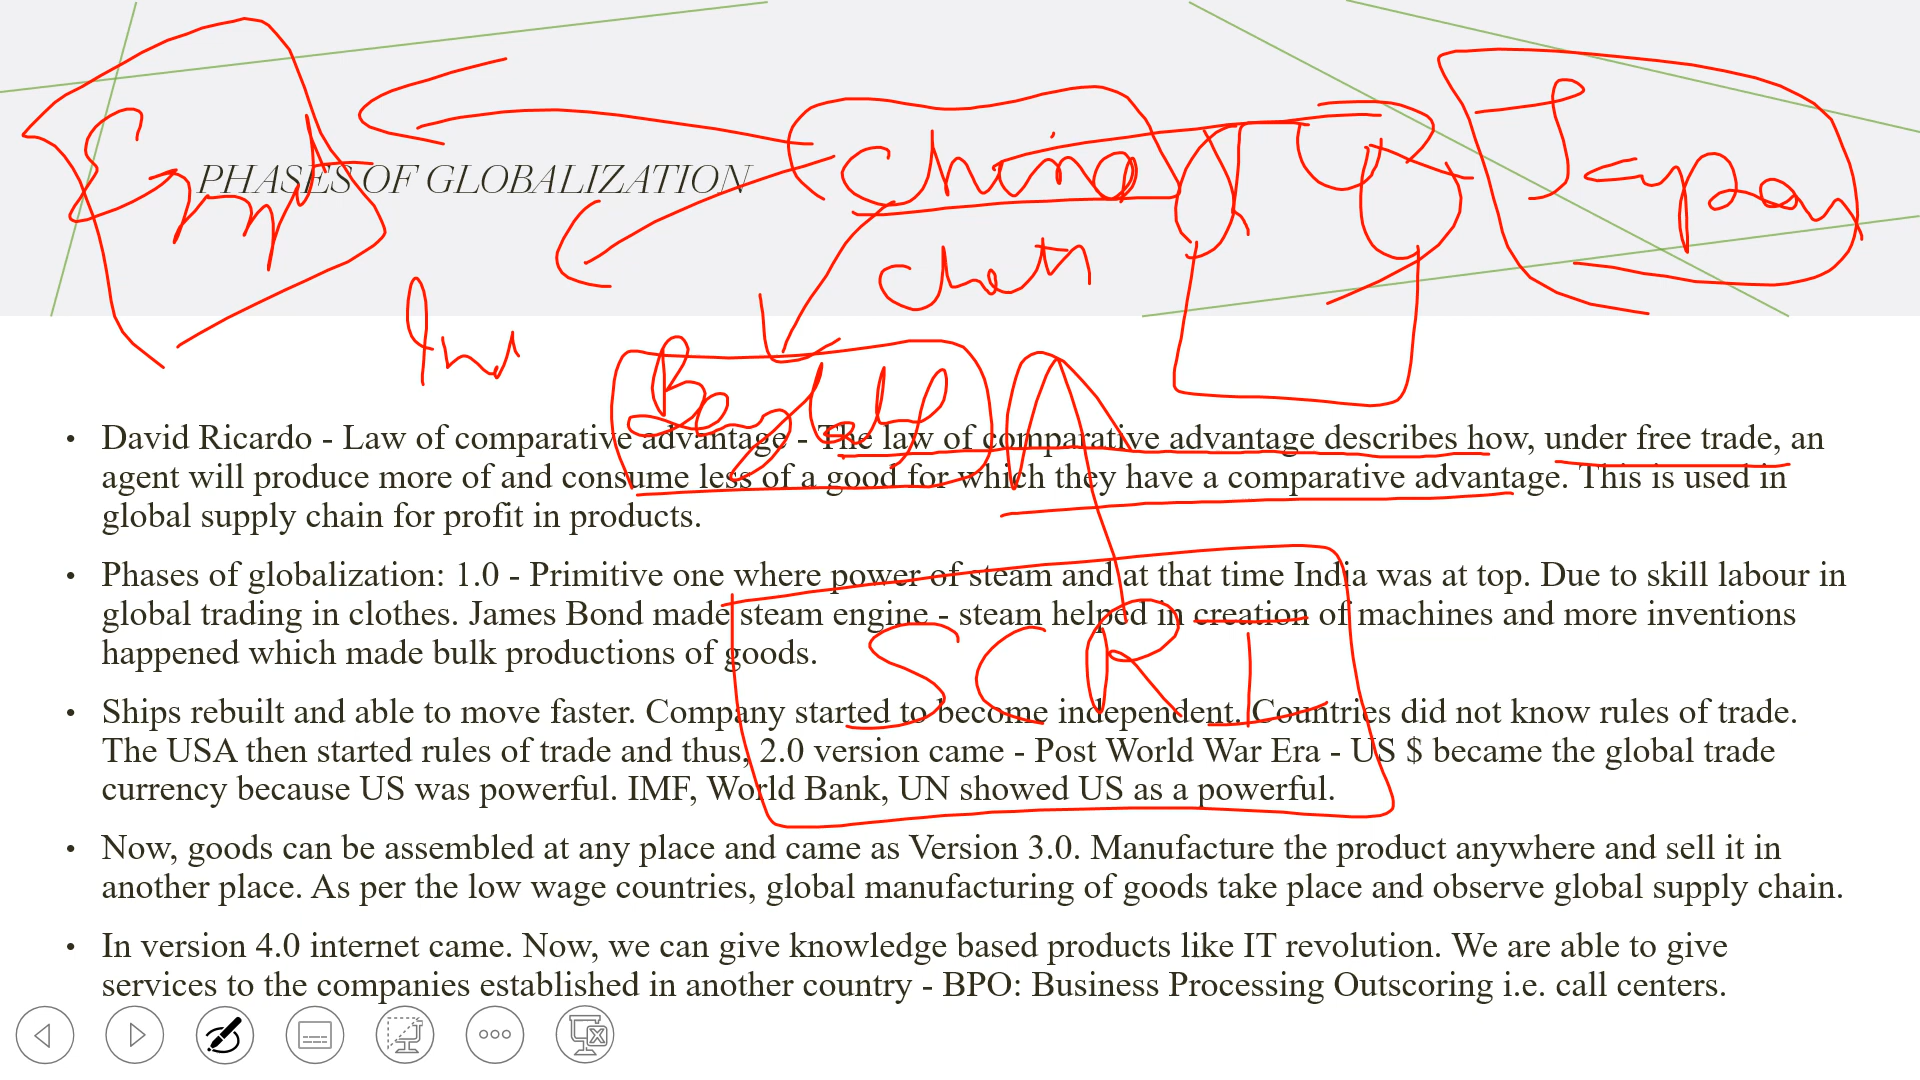 China
Japan
PHASES OF GLOBALIZATION
• David Ricardo - Law of comparative advantage - The law of comparative advantage describes how, under free trade, an
agent will produce more of and consume less of a good for which they have a comparative advantage. This is used in
global supply chain for profit in products.
• Phases of globalization: 1.0 - Primitive one where power of steam and at that time India was at top. Due to skill labour in
global trading in clothes. James Bond made steam engine - steam helped in creation of machines and more inventions
happened which made bulk productions of goods.
SCRI
• Ships rebuilt and able to move faster. Company started to become independent. Countries did not know rules of trade.
The USA then started rules of trade and thus, 2.0 version came - Post World War Era - US $ became the global trade
currency because US was powerful. IMF, World Bank, UN showed US as a powerful.
• Now, goods can be assembled at any place and came as Version 3.0. Manufacture the product anywhere and sell it in
another place. As per the low wage countries, global manufacturing of goods take place and observe global supply chain.
• In version 4.0 internet came. Now, we can give knowledge based products like IT revolution. We are able to give
services to the companies established in another country - BPO: Business Processing Outscoring i.e. call centers.